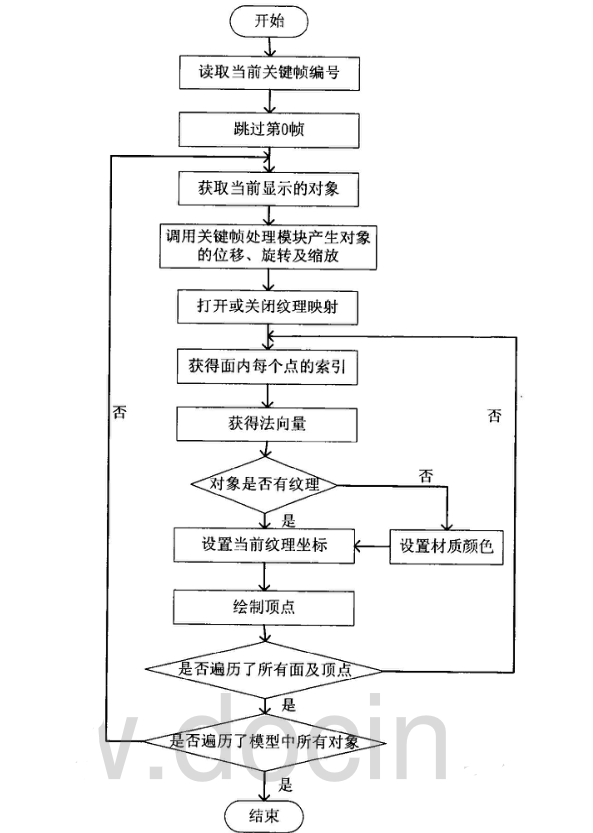 开始
读取当前关键帧编号
跳过第0帧
获取当前显示的对象
调用关键帧处理模块产生对象
的位移、旋转及缩放
打开或关闭纹理映射
获得面内每个点的索引
否
否
获得法向量
对象是否有纹理
否
是
设置当前纹理坐标
设置材质颜色
绘制顶点
是否遍历了所有面及顶点
是
是否遍历了模型中所有对象
v.docin
是
结束